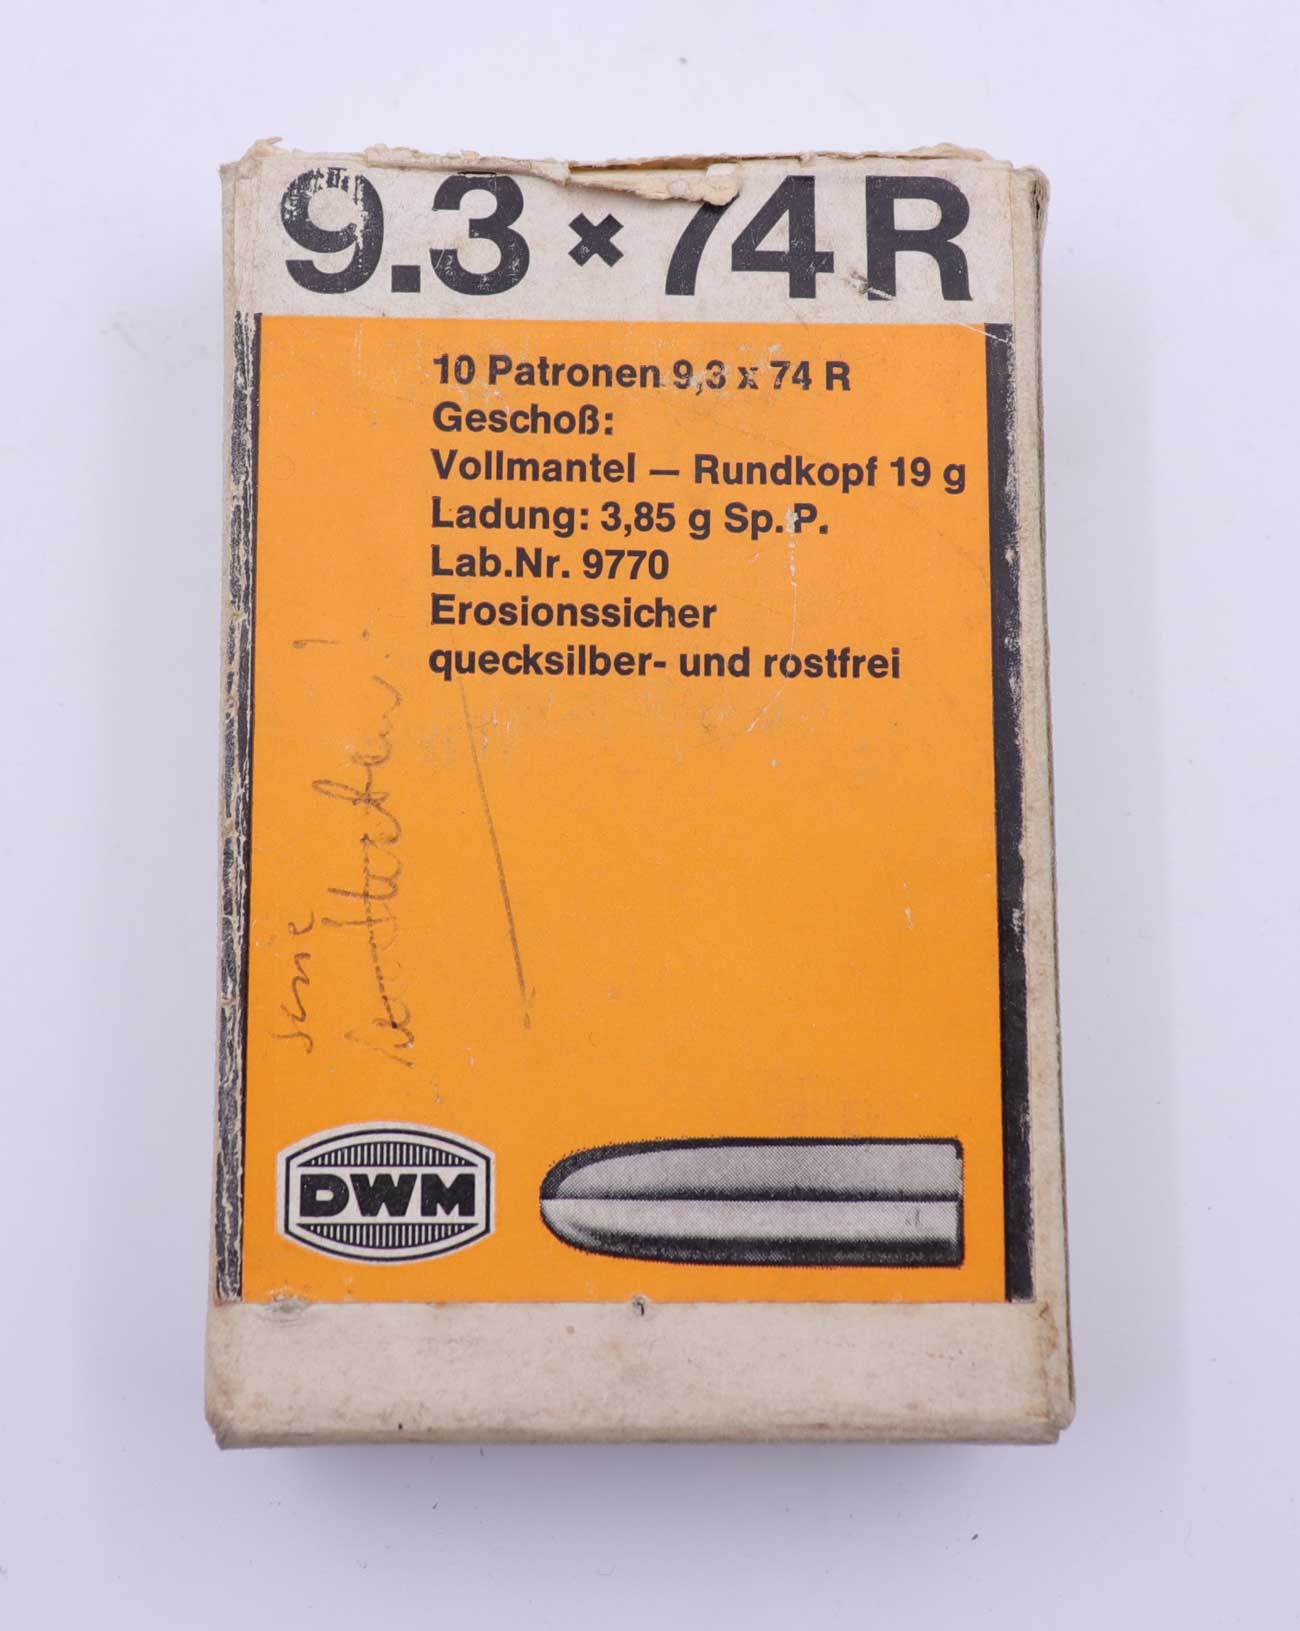 9.3 × 74 R
10 Patronen 9,3 x 74 R
Geschoß:
Vollmantel — Rundkopf 19 g
Ladung: 3,85 g Sp. P.
Lab.Nr. 9770
Erosionssicher
quecksilber- und rostfrei
DWM